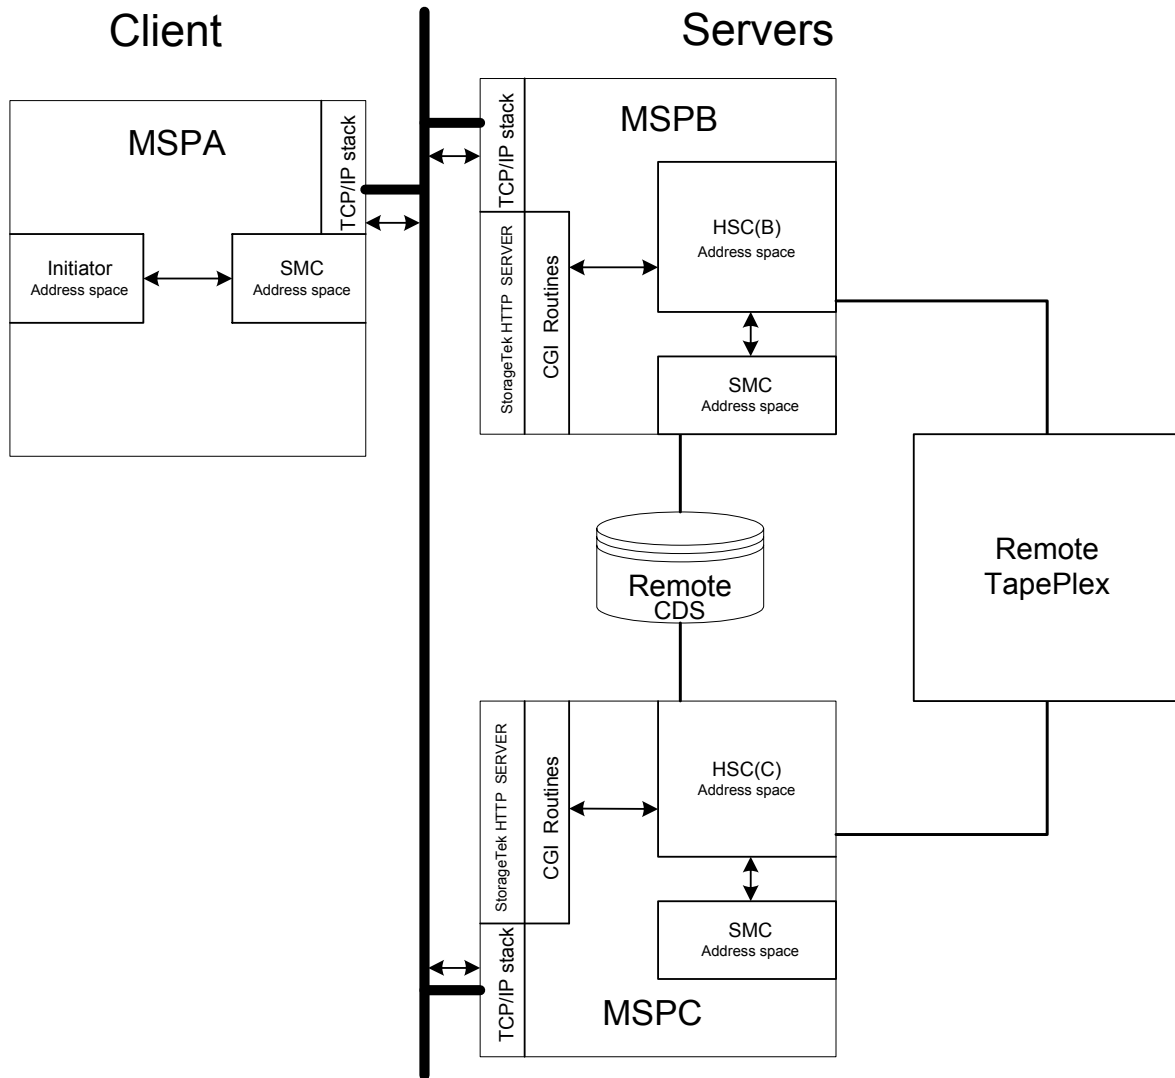 Client
Servers
MSPA
TCP/IP stack
Initiator
Address space
SMC
Address space
TCP/IP stack
MSPB
StorageTek HTTP SERVER
CGI Routines
HSC(B)
Address space
SMC
Address space
Remote
CDS
Remote
TapePlex
StorageTek HTTP SERVER
CGI Routines
HSC(C)
Address space
SMC
Address space
TCP/IP stack
MSPC